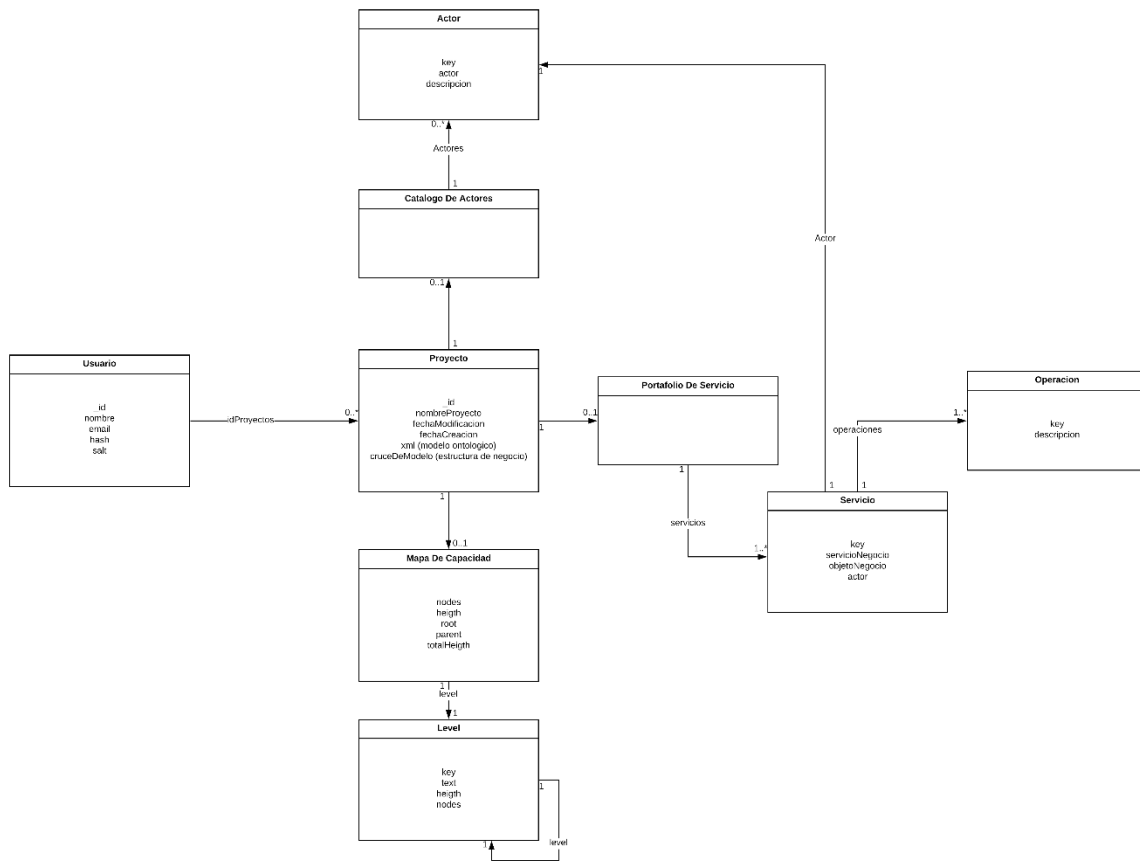 Actor
key
actor
descripcion
1
0..*
Actores
1
Catalogo De Actores
0..1
1
Actor
Usuario
_id
nombre
email
hash
salt
idProyectos
0..*
Proyecto
_id
nombreProyecto
fechaModificacion
fechaCreacion
xml (modelo ontologico)
cruceDeModelo (estructura de negocio)
1
0..1
Portafolio De Servicio
1
servicios
1..*
Operacion
key
descripcion
1..*
operaciones
1
1
Servicio
key
servicioNegocio
objetoNegocio
actor
1
0..1
Mapa De Capacidad
nodes
heigth
root
parent
totalHeigth
1
level
1
Level
key
text
heigth
nodes
1
level
1